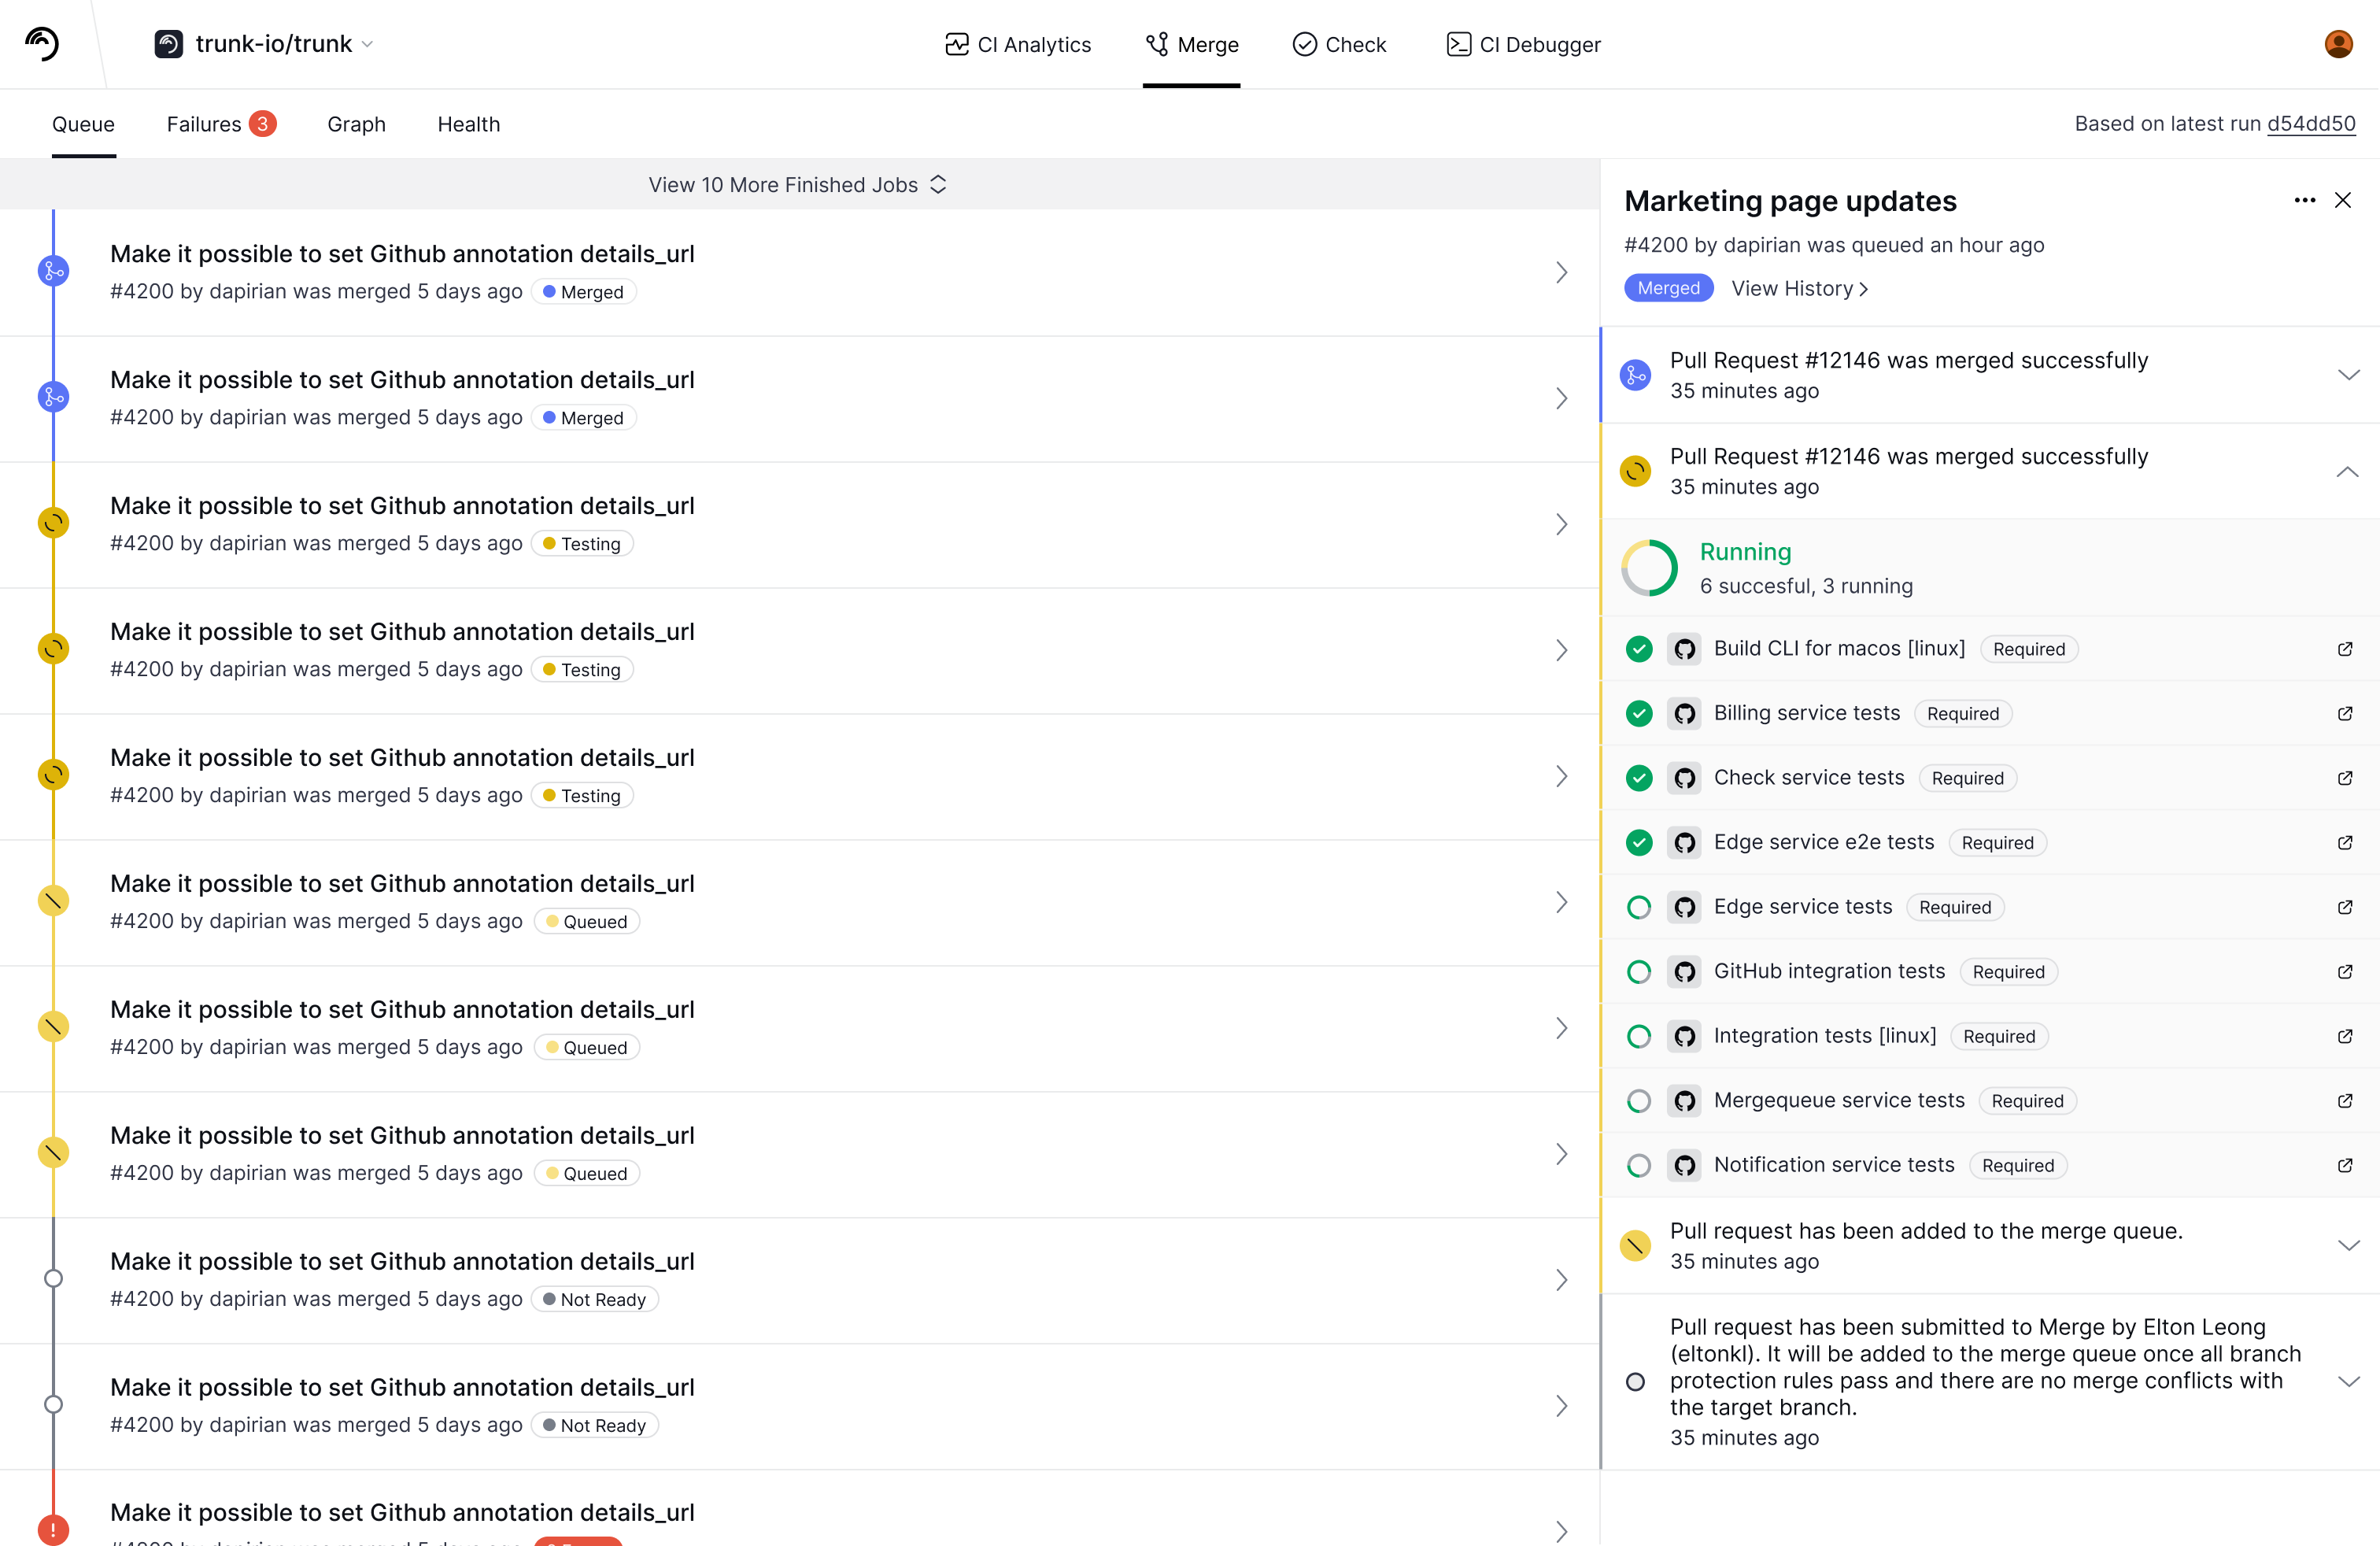 trunk-io/trunk
CI Analytics
Merge
Check
CI Debugger
Queue
Failures 3
Graph
Health
Based on latest run d54dd50
View 10 More Finished Jobs
Make it possible to set Github annotation details_url
#4200 by dapirian was merged 5 days ago Merged
Make it possible to set Github annotation details_url
#4200 by dapirian was merged 5 days ago Merged
Make it possible to set Github annotation details_url
#4200 by dapirian was merged 5 days ago Testing
Make it possible to set Github annotation details_url
#4200 by dapirian was merged 5 days ago Testing
Make it possible to set Github annotation details_url
#4200 by dapirian was merged 5 days ago Testing
Make it possible to set Github annotation details_url
#4200 by dapirian was merged 5 days ago Queued
Make it possible to set Github annotation details_url
#4200 by dapirian was merged 5 days ago Queued
Make it possible to set Github annotation details_url
#4200 by dapirian was merged 5 days ago Queued
Make it possible to set Github annotation details_url
#4200 by dapirian was merged 5 days ago Not Ready
Make it possible to set Github annotation details_url
#4200 by dapirian was merged 5 days ago Not Ready
Make it possible to set Github annotation details_url
#4200 by dapirian was merged 5 days ago
Marketing page updates
#4200 by dapirian was queued an hour ago
Merged View History
Pull Request #12146 was merged successfully
35 minutes ago
Pull Request #12146 was merged successfully
35 minutes ago
Running
6 succesful, 3 running
Build CLI for macos [linux] Required
Billing service tests Required
Check service tests Required
Edge service e2e tests Required
Edge service tests Required
GitHub integration tests Required
Integration tests [linux] Required
Mergequeue service tests Required
Notification service tests Required
Pull request has been added to the merge queue.
35 minutes ago
Pull request has been submitted to Merge by Elton Leong
(eltonkl). It will be added to the merge queue once all branch
protection rules pass and there are no merge conflicts with
the target branch.
35 minutes ago